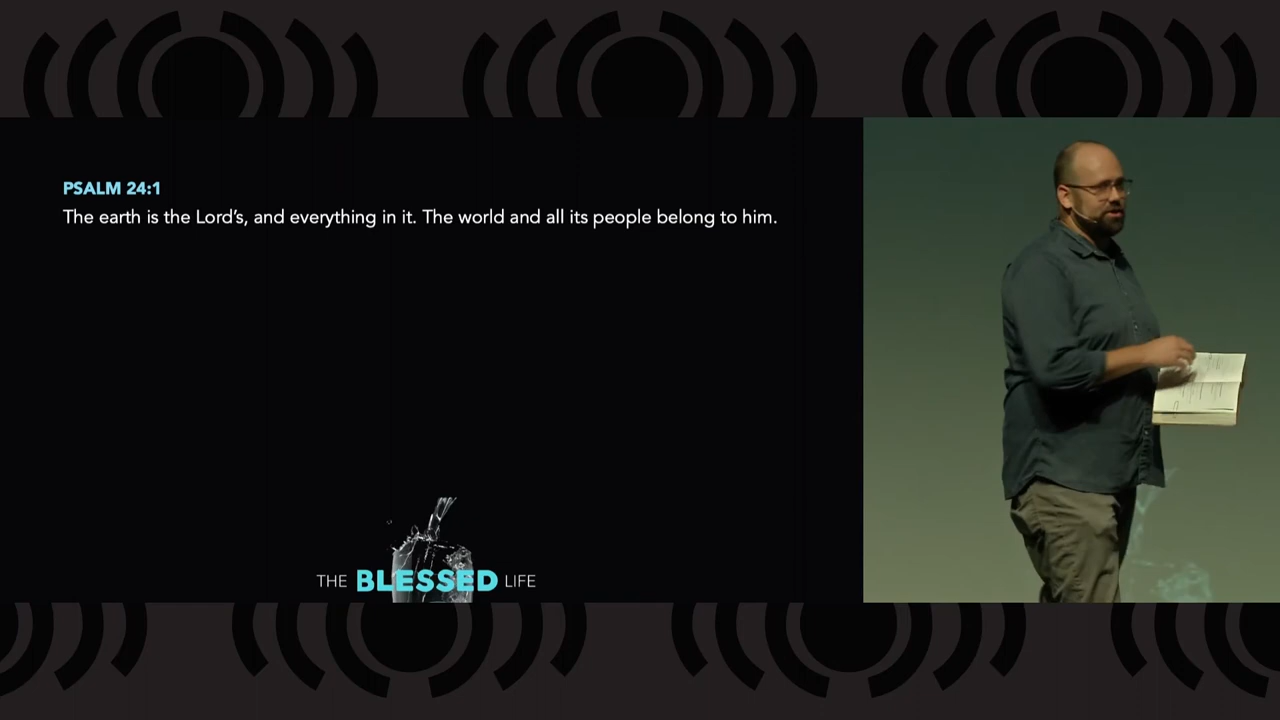 PSALM 24:1
The earth is the Lord’s, and everything in it. The world and all its people belong to him.
THE BLESSED LIFE